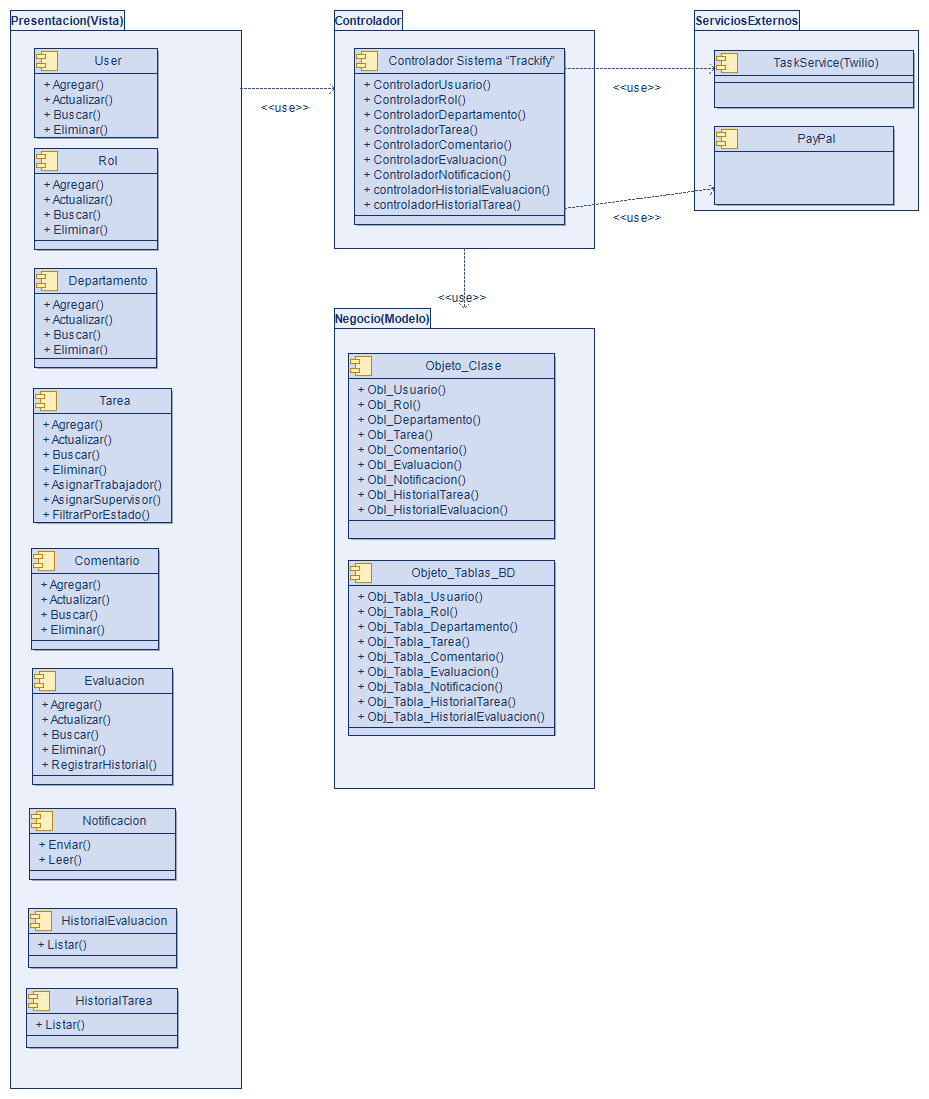 Presentacion(Vista)
User
+ Agregar()
+ Actualizar()
+ Buscar()
+ Eliminar()
Rol
+ Agregar()
+ Actualizar()
+ Buscar()
+ Eliminar()
Departamento
+ Agregar()
+ Actualizar()
+ Buscar()
+ Eliminar()
Tarea
+ Agregar()
+ Actualizar()
+ Buscar()
+ Eliminar()
+ AsignarTrabajador()
+ AsignarSupervisor()
+ FiltrarPorEstado()
Comentario
+ Agregar()
+ Actualizar()
+ Buscar()
+ Eliminar()
Evaluacion
+ Agregar()
+ Actualizar()
+ Buscar()
+ Eliminar()
+ RegistrarHistorial()
Notificacion
+ Enviar()
+ Leer()
HistorialEvaluacion
+ Listar()
HistorialTarea
+ Listar()
<<use>>
Controlador
Controlador Sistema “Trackify”
+ ControladorUsuario()
+ ControladorRol()
+ ControladorDepartamento()
+ ControladorTarea()
+ ControladorComentario()
+ ControladorEvaluacion()
+ ControladorNotificacion()
+ controladorHistorialEvaluacion()
+ controladorHistorialTarea()
<<use>>
<<use>>
ServiciosExternos
TaskService(Twilio)
PayPal
<<use>>
Negocio(Modelo)
Objeto_Clase
+ Obl_Usuario()
+ Obl_Rol()
+ Obl_Departamento()
+ Obl_Tarea()
+ Obl_Comentario()
+ Obl_Evaluacion()
+ Obl_Notificacion()
+ Obl_HistorialTarea()
+ Obl_HistorialEvaluacion()
Objeto_Tablas_BD
+ Obj_Tabla_Usuario()
+ Obj_Tabla_Rol()
+ Obj_Tabla_Departamento()
+ Obj_Tabla_Tarea()
+ Obj_Tabla_Comentario()
+ Obj_Tabla_Evaluacion()
+ Obj_Tabla_Notificacion()
+ Obj_Tabla_HistorialTarea()
+ Obj_Tabla_HistorialEvaluacion()